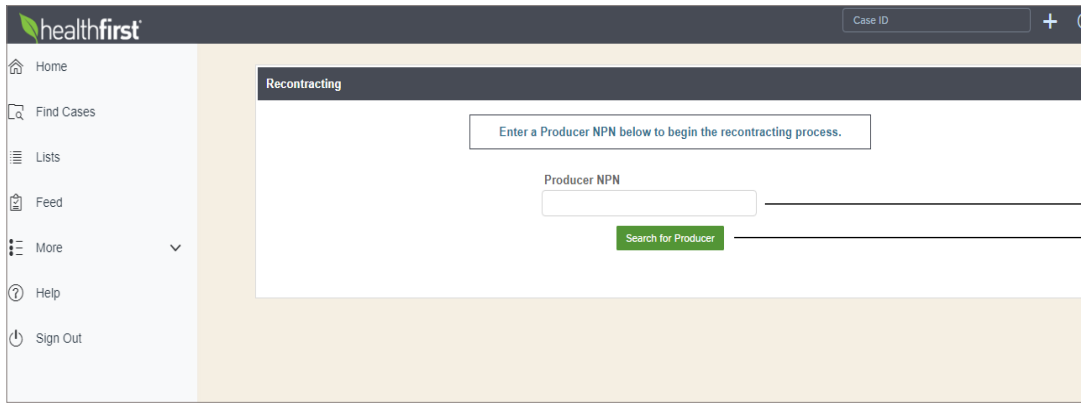 healthfirst
Case ID
Home
Find Cases
Lists
Feed
More
Help
Sign Out
Recontracting
Enter a Producer NPN below to begin the recontracting process.
Producer NPN
Search for Producer